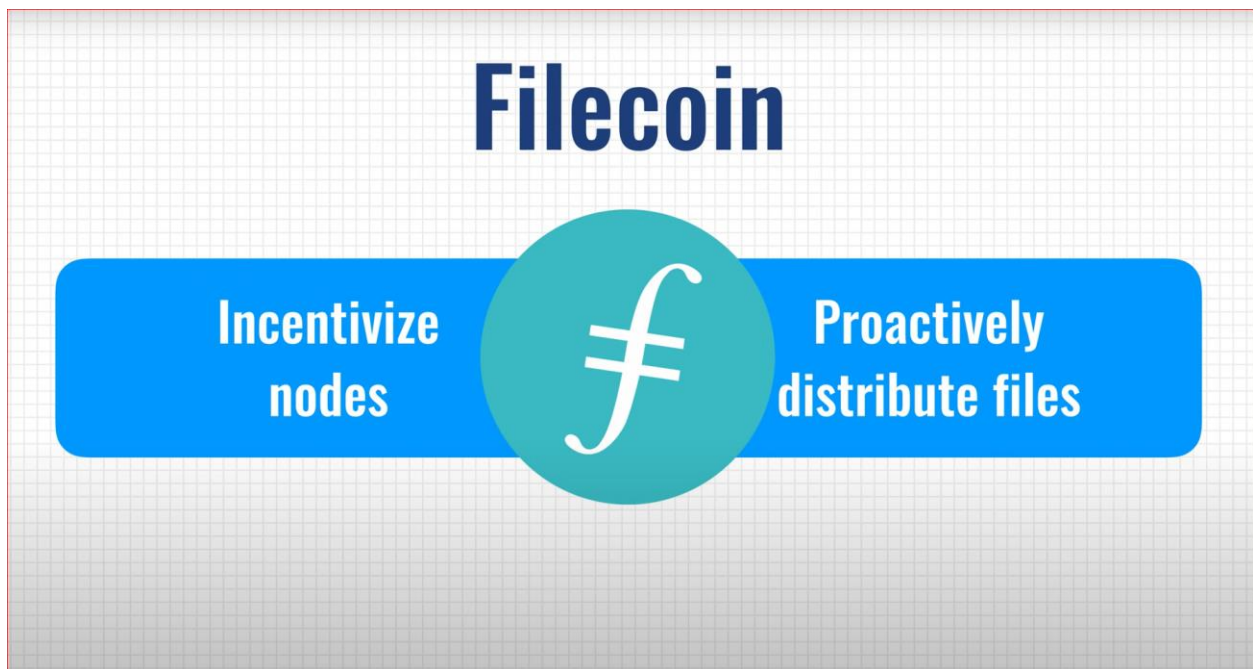 Filecoin
Incentivize
nodes
Proactively
distribute files